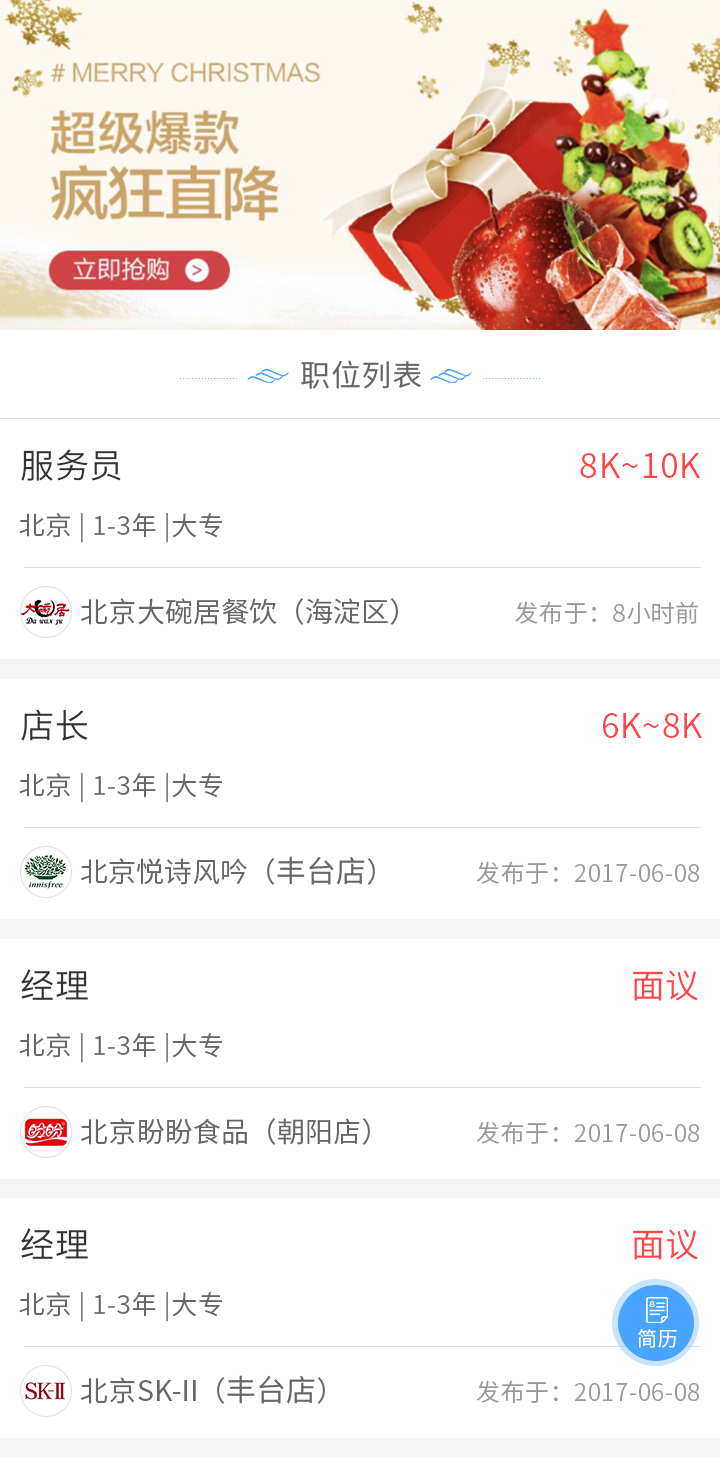 # MERRY CHRISTMAS
超级爆款
疯狂直降
立即抢购 >
职位列表
服务员 8K~10K
北京 | 1-3年 |大专
大碗居
Da wan ju
北京大碗居餐饮（海淀区） 发布于：8小时前
店长 6K~8K
北京 | 1-3年 |大专
innisfree
北京悦诗风吟（丰台店） 发布于：2017-06-08
经理 面议
北京 | 1-3年 |大专
盼盼
北京盼盼食品（朝阳店） 发布于：2017-06-08
经理 面议
北京 | 1-3年 |大专
简历
SK-II
北京SK-II（丰台店） 发布于：2017-06-08